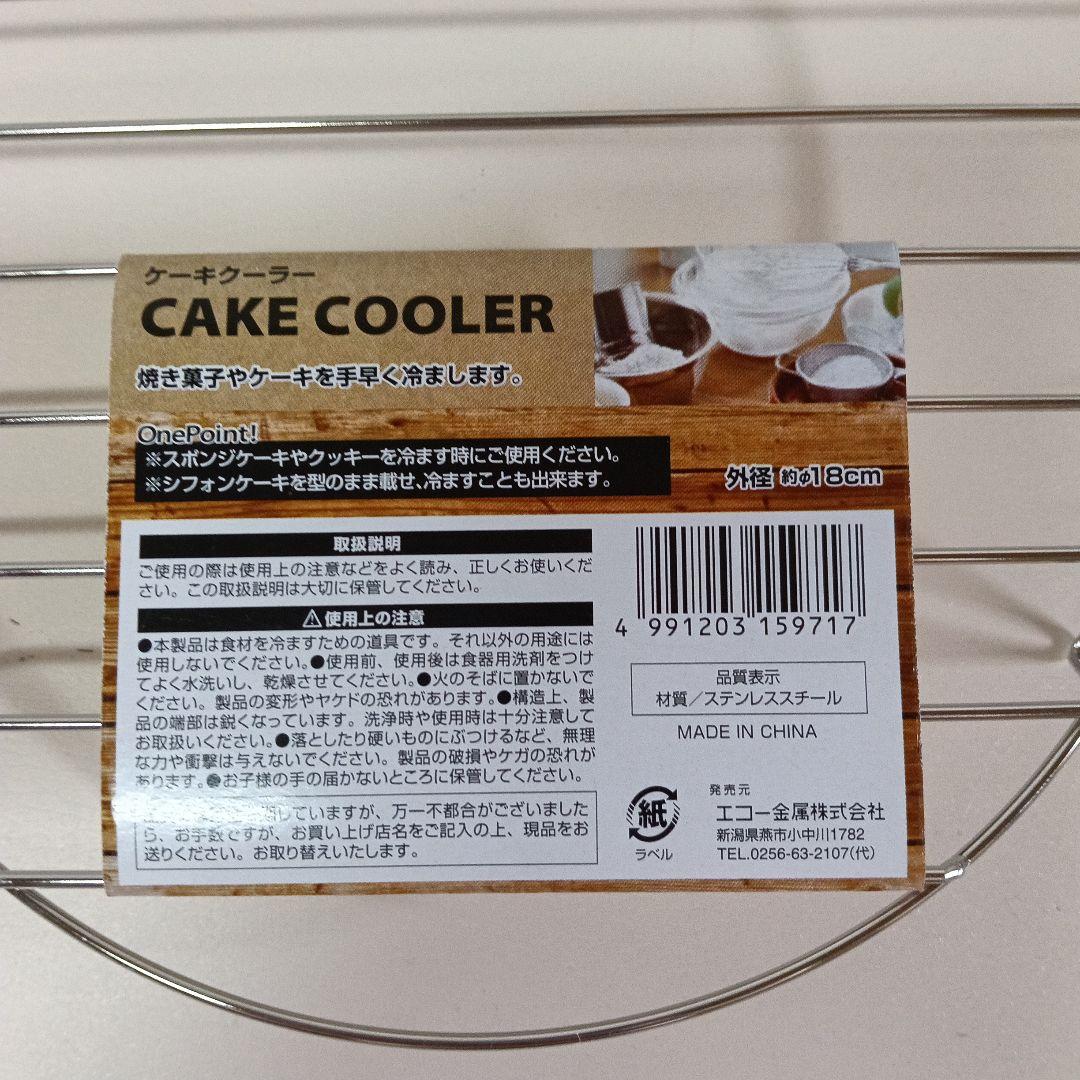 ケーキクーラー
CAKE COOLER
焼き菓子やケーキを手早く冷まします。
OnePoint!
※スポンジケーキやクッキーを冷ます時にご使用ください。
※シフォンケーキを型のまま載せ、冷ますことも出来ます。
外径 約φ18cm
取扱説明
ご使用の際は使用上の注意などをよく読み、正しくお使いくだ
さい。この取扱説明は大切に保管してください。
⚠使用上の注意
●本製品は食材を冷ますための道具です。それ以外の用途には
使用しないでください。●使用前、使用後は食器用洗剤をつけ
てよく水洗いし、乾燥させてください。●火のそばに置かないで
ください。製品の変形やヤケドの恐れがあります。●構造上、製
品の端部は鋭くなっています。洗浄時や使用時は十分注意して
お取扱いください。●落としたり硬いものにぶつけるなど、無理
な力や衝撃は与えないでください。製品の破損やケガの恐れが
あります。●お子様の手の届かないところに保管してください。
していますが、万一不都合がございました
ら、お手数ですが、お買い上げ店名をご記入の上、現品をお
送りください。お取り替えいたします。
4 991203 159717
品質表示
材質／ステンレススチール
MADE IN CHINA
紙
ラベル
発売元
エコー金属株式会社
新潟県燕市小中川1782
TEL.0256-63-2107(代)